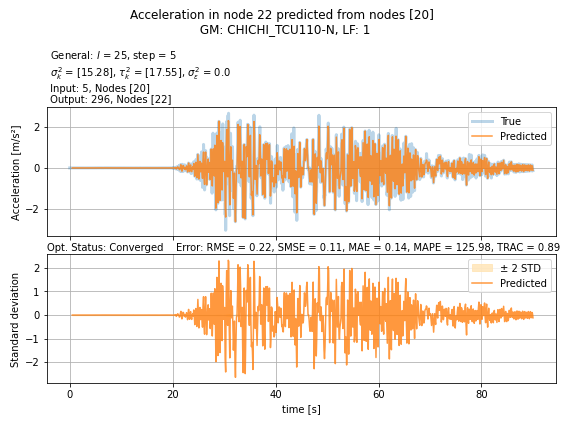 Acceleration in node 22 predicted from nodes [20]
GM: CHICHI_TCU110-N, LF: 1
General: l = 25, step = 5
σ²ₖ = [15.28], τ²ₖ = [17.55], σ²ε = 0.0
Input: 5, Nodes [20]
Output: 296, Nodes [22]
Acceleration [m/s²]
2
0
−2
True
Predicted
Opt. Status: Converged Error: RMSE = 0.22, SMSE = 0.11, MAE = 0.14, MAPE = 125.98, TRAC = 0.89
Standard deviation
2
1
0
−1
−2
± 2 STD
Predicted
0 20 40 60 80
time [s]